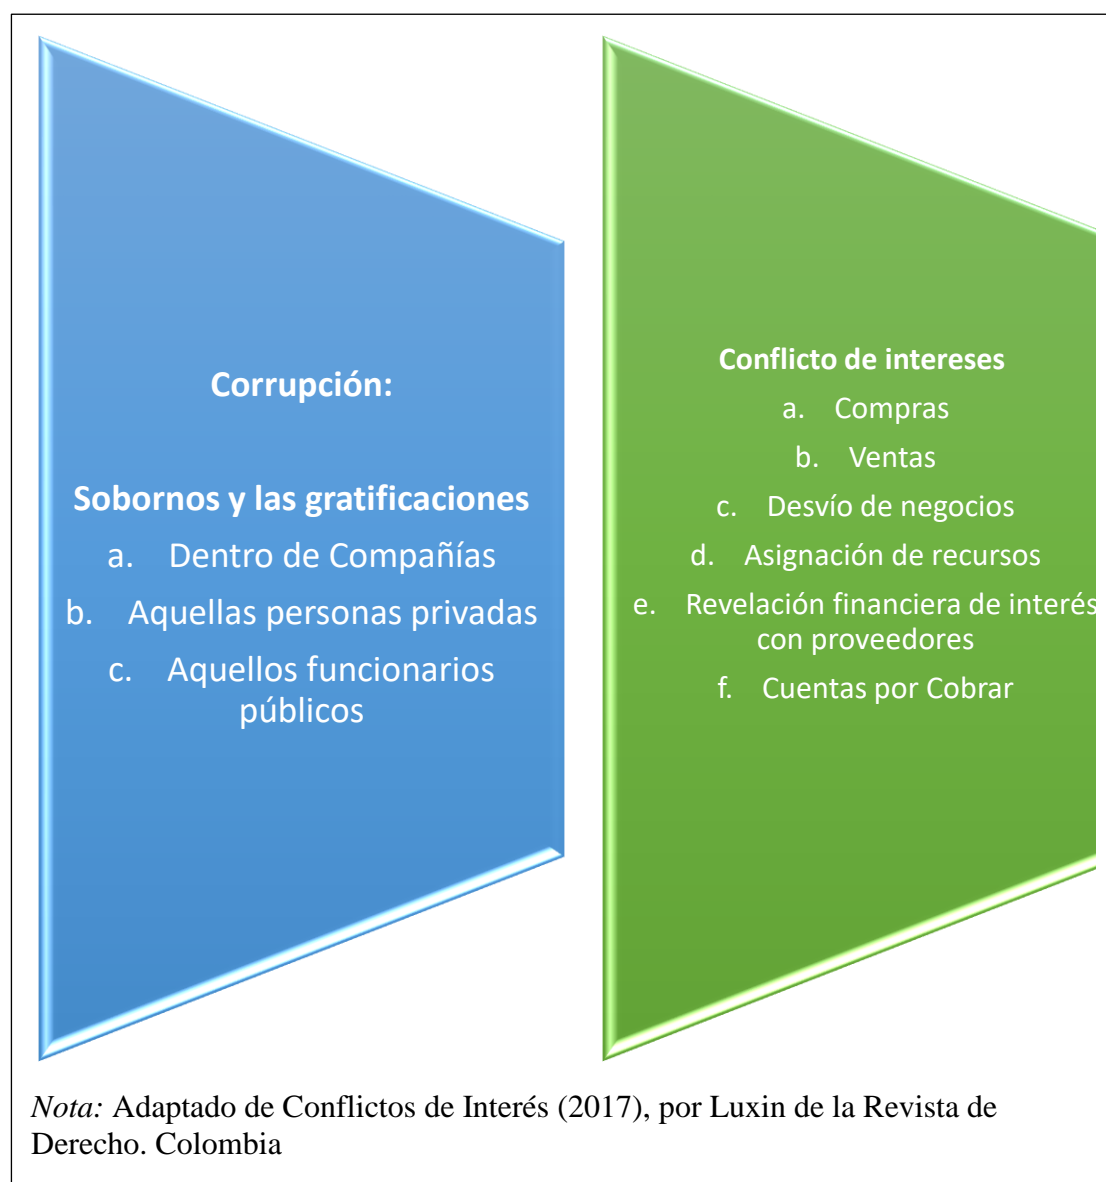 Corrupción:
Sobornos y las gratificaciones
a. Dentro de Compañías
b. Aquellas personas privadas
c. Aquellos funcionarios
públicos
Conflicto de intereses
a. Compras
b. Ventas
c. Desvío de negocios
d. Asignación de recursos
e. Revelación financiera de interés
con proveedores
f. Cuentas por Cobrar
Nota: Adaptado de Conflictos de Interés (2017), por Luxin de la Revista de
Derecho. Colombia